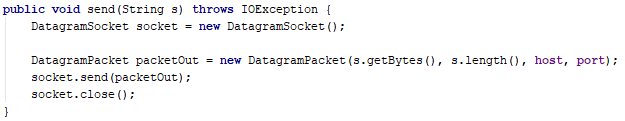 public void send(String s) throws IOException {
    DatagramSocket socket = new DatagramSocket();

    DatagramPacket packetOut = new DatagramPacket(s.getBytes(), s.length(), host, port);
    socket.send(packetOut);
    socket.close();
}